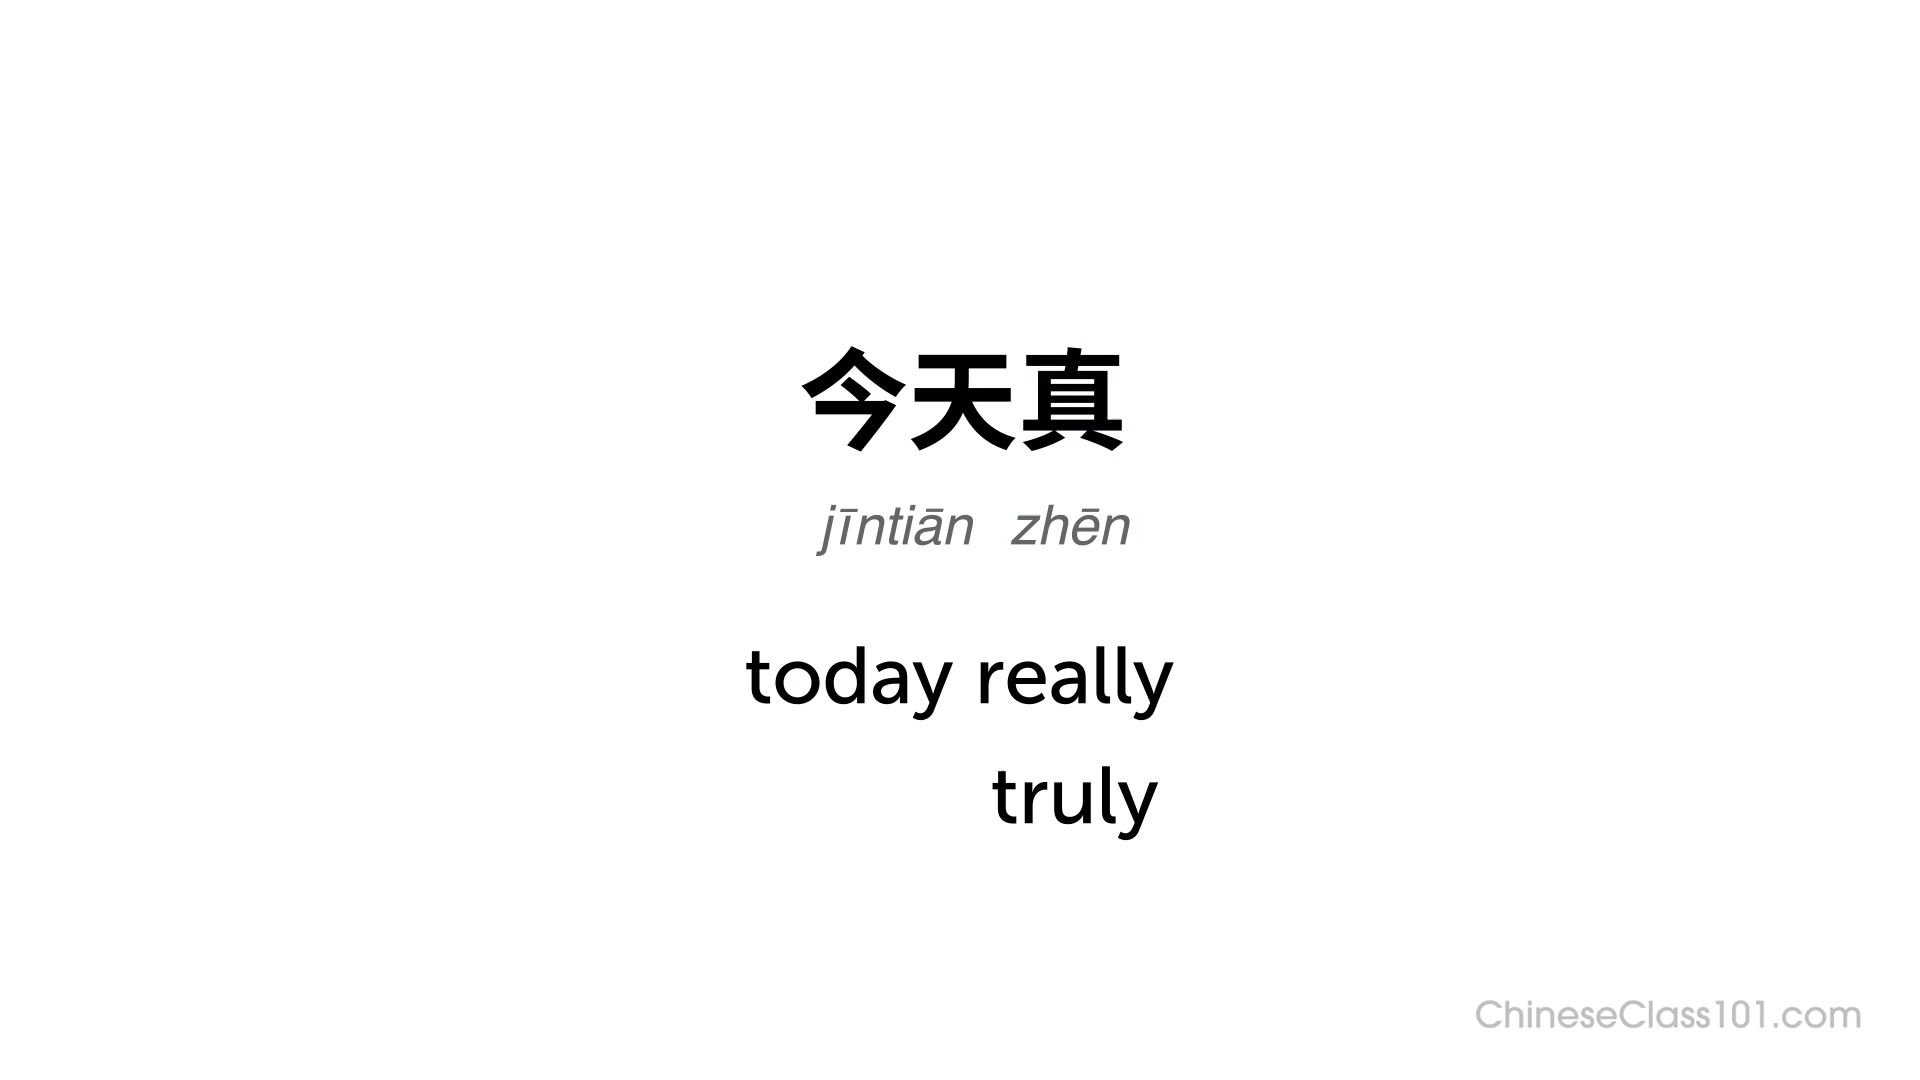 今天真
jīntiān zhēn
today really
truly
ChineseClass101.com